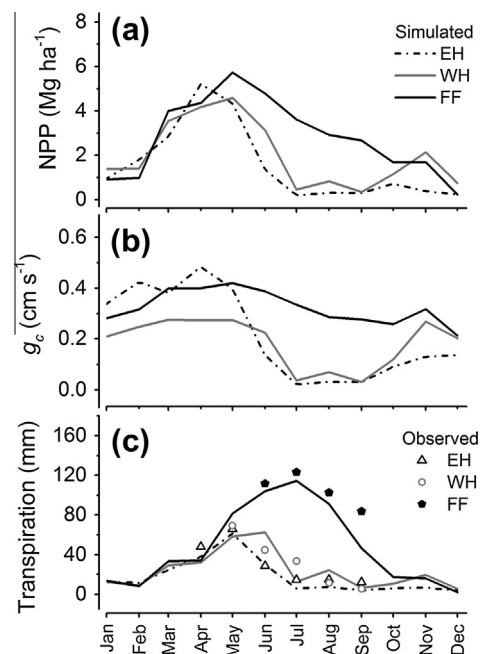 (a)
Simulated
EH
WH
FF
NPP (Mg ha⁻¹)
8
6
4
2
0
(b)
g_c (cm s⁻¹)
0.6
0.4
0.2
0.0
(c)
Observed
EH
WH
FF
Transpiration (mm)
160
120
80
40
0
Jan
Feb
Mar
Apr
May
Jun
Jul
Aug
Sep
Oct
Nov
Dec